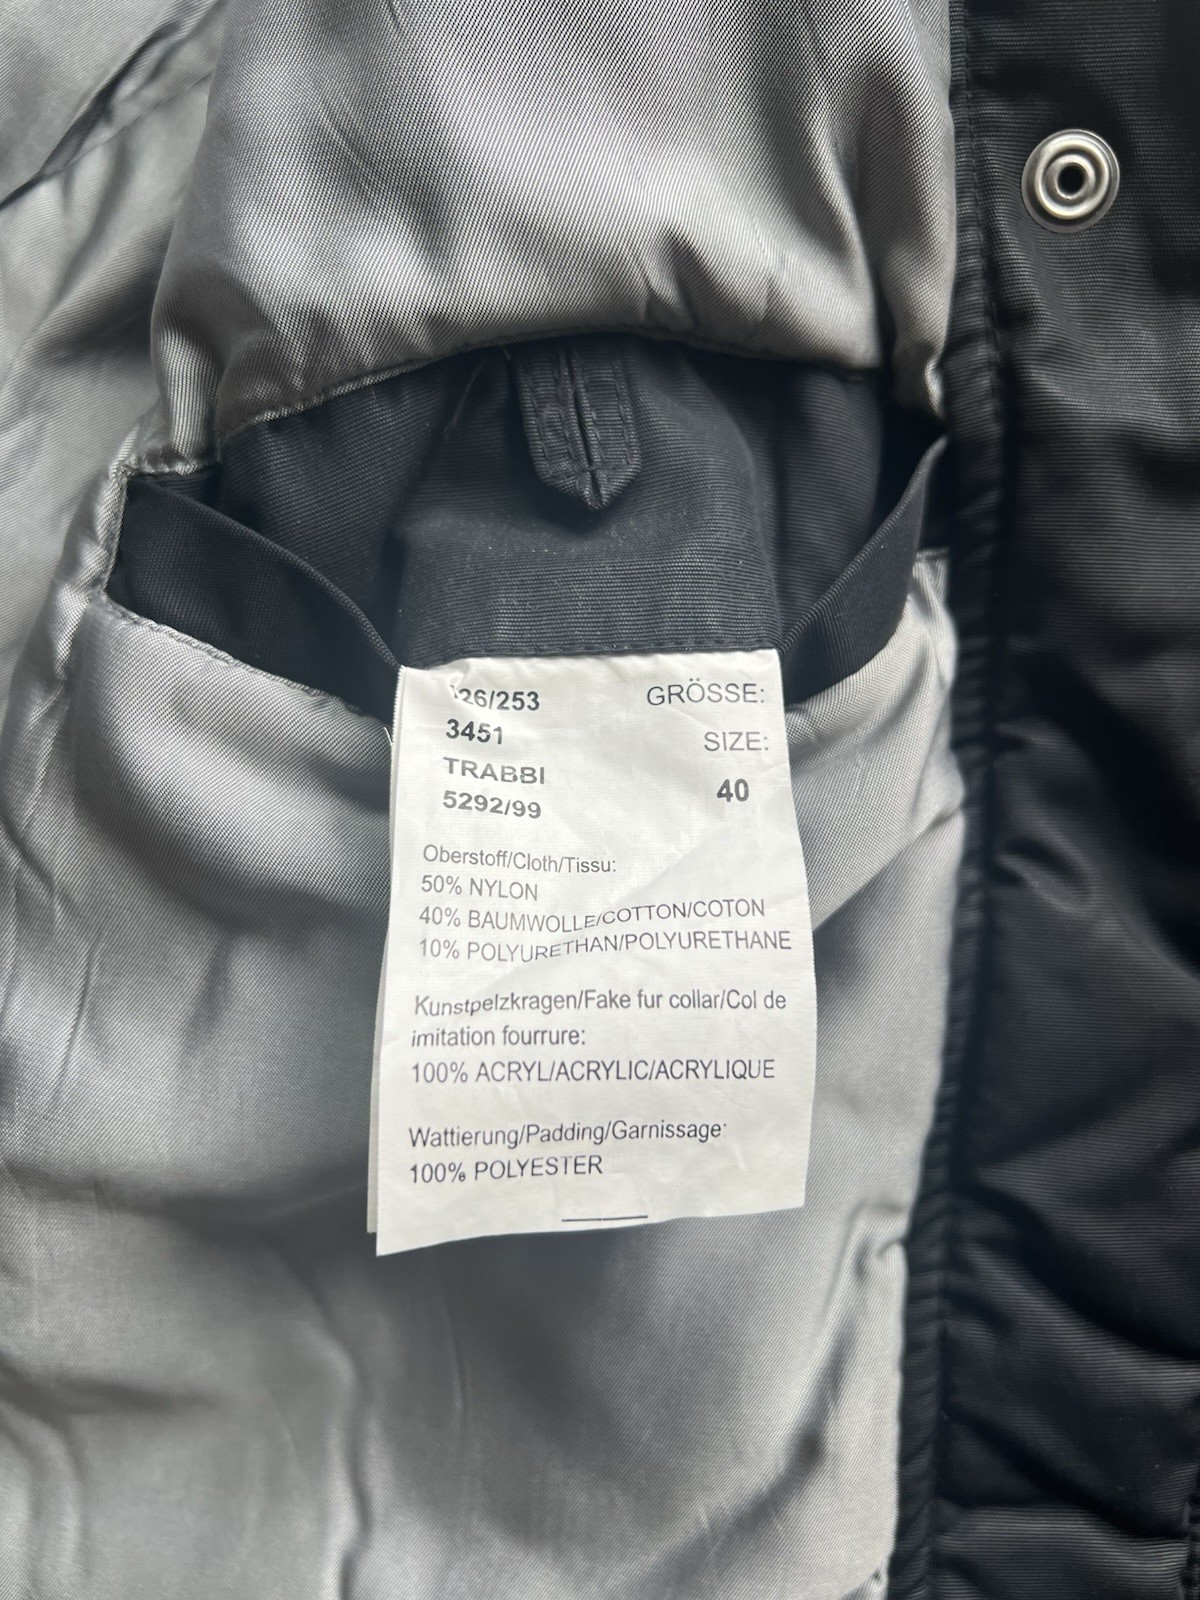 26/253
GRÖSSE:
3451
SIZE:
TRABBI
40
5292/99
Oberstoff/Cloth/Tissu:
50% NYLON
40% BAUMWOLLE/COTTON/COTON
10% POLYURETHAN/POLYURETHANE
Kunstpelzkragen/Fake fur collar/Col de
imitation fourrure:
100% ACRYL/ACRYLIC/ACRYLIQUE
Wattierung/Padding/Garnissage:
100% POLYESTER